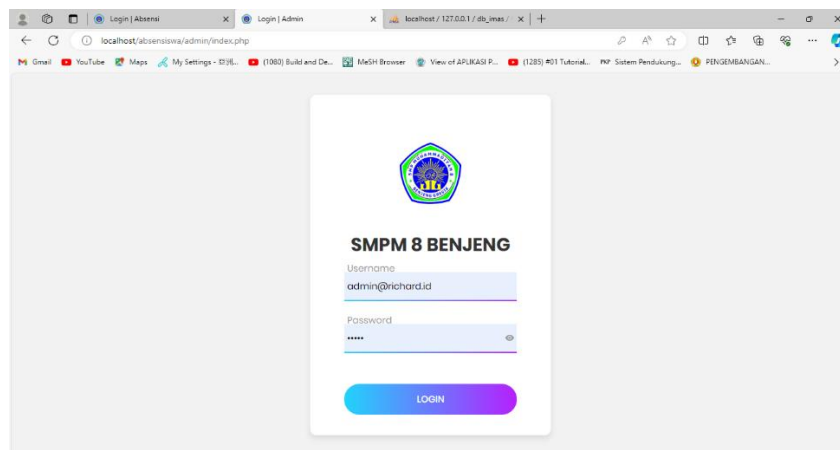 Login | Absensi
Login | Admin
localhost / 127.0.0.1 / db_imas /
localhost/absensiswa/admin/index.php
Gmail
YouTube
Maps
(1080) Build and De...
MeSH Browser
View of APLIKASI P...
(1285) #01 Tutorial...
PKP Sistem Pendukung...
PENGEMBANGAN...
SMPM 8 BENJENG
Username
admin@richard.id
Password
LOGIN